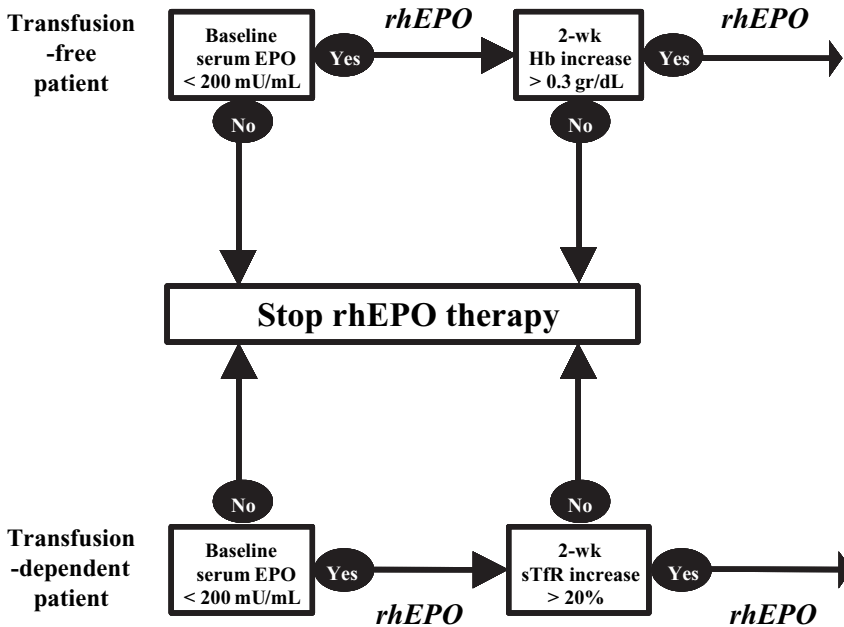 Transfusion
-free
patient
Baseline
serum EPO
< 200 mU/mL
Yes
rhEPO
2-wk
Hb increase
> 0.3 gr/dL
Yes
rhEPO
No
No
Stop rhEPO therapy
No
No
Transfusion
-dependent
patient
Baseline
serum EPO
< 200 mU/mL
Yes
rhEPO
2-wk
sTfR increase
> 20%
Yes
rhEPO